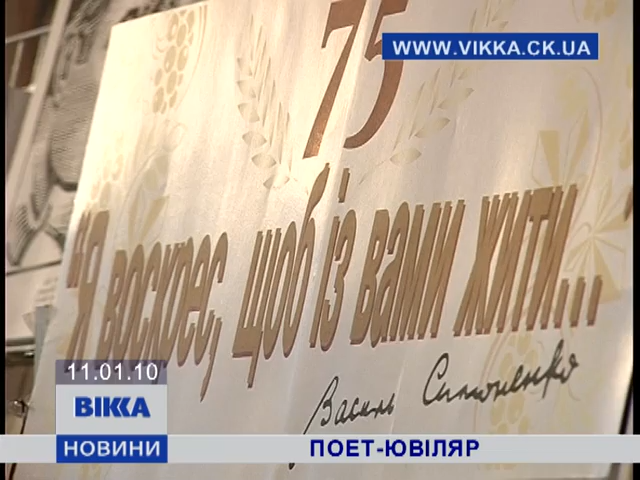 WWW.VIKKA.CK.UA
75
"Я воскрес, щоб із вами жити...
Василь Симоненко
11.01.10
ВІККА
НОВИНИ
ПОЕТ-ЮВІЛЯР